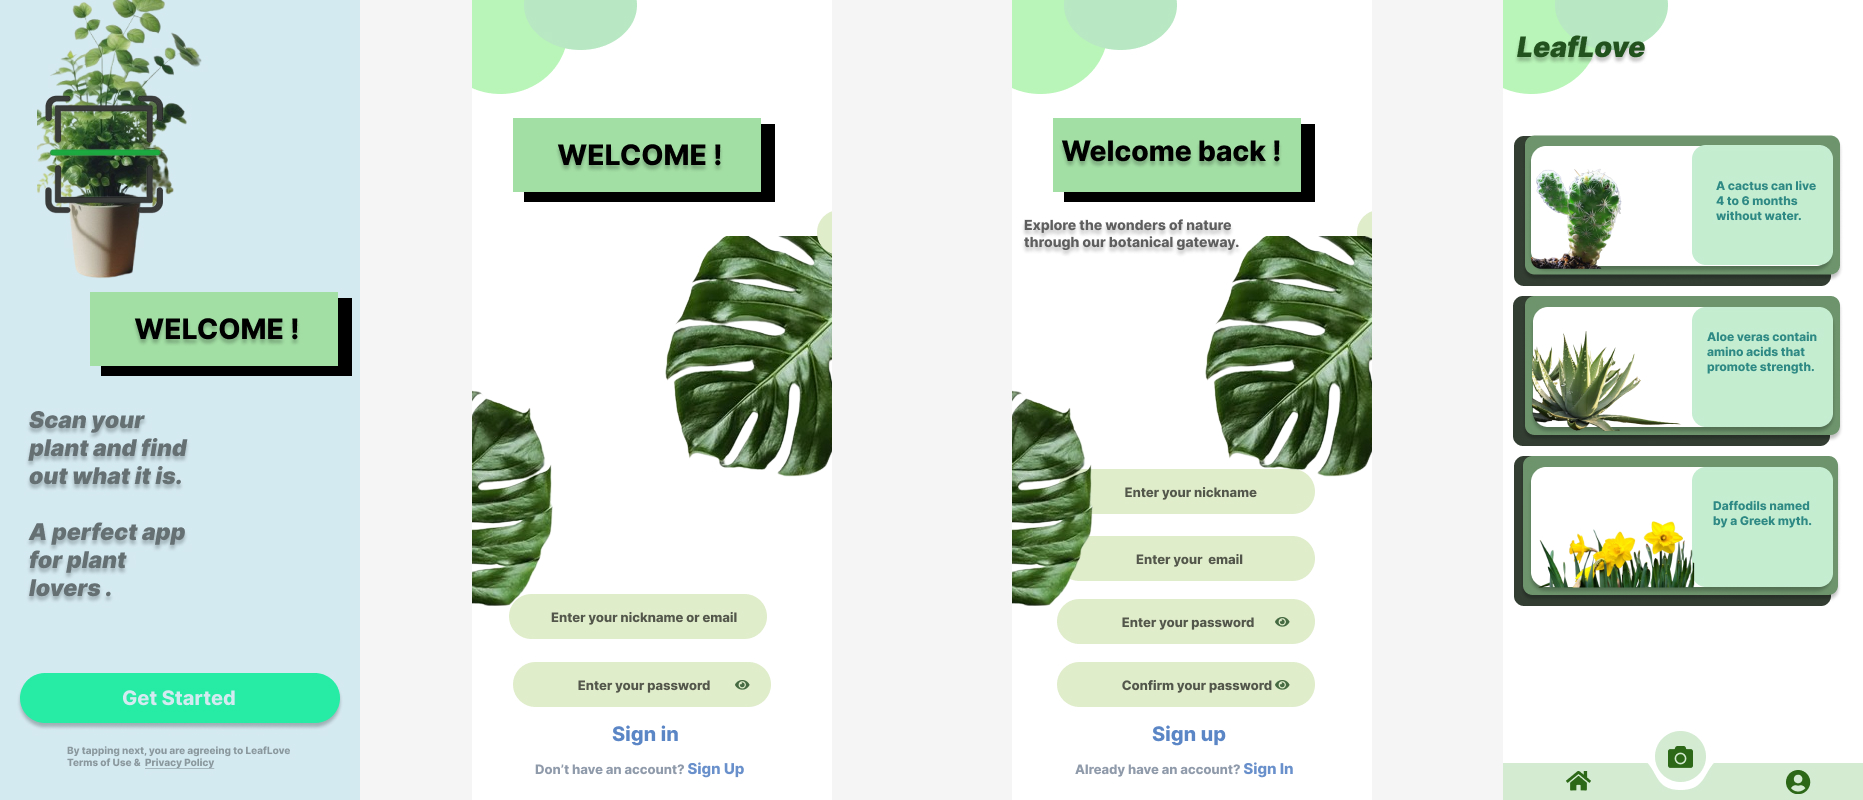 WELCOME !
Scan your
plant and find
out what it is.
A perfect app
for plant
lovers .
Get Started
By tapping next, you are agreeing to LeafLove
Terms of Use & Privacy Policy
WELCOME !
Enter your nickname or email
Enter your password
Sign in
Don't have an account? Sign Up
Welcome back !
Explore the wonders of nature
through our botanical gateway.
Enter your nickname
Enter your email
Enter your password
Confirm your password
Sign up
Already have an account? Sign In
LeafLove
A cactus can live
4 to 6 months
without water.
Aloe veras contain
amino acids that
promote strength.
Daffodils named
by a Greek myth.